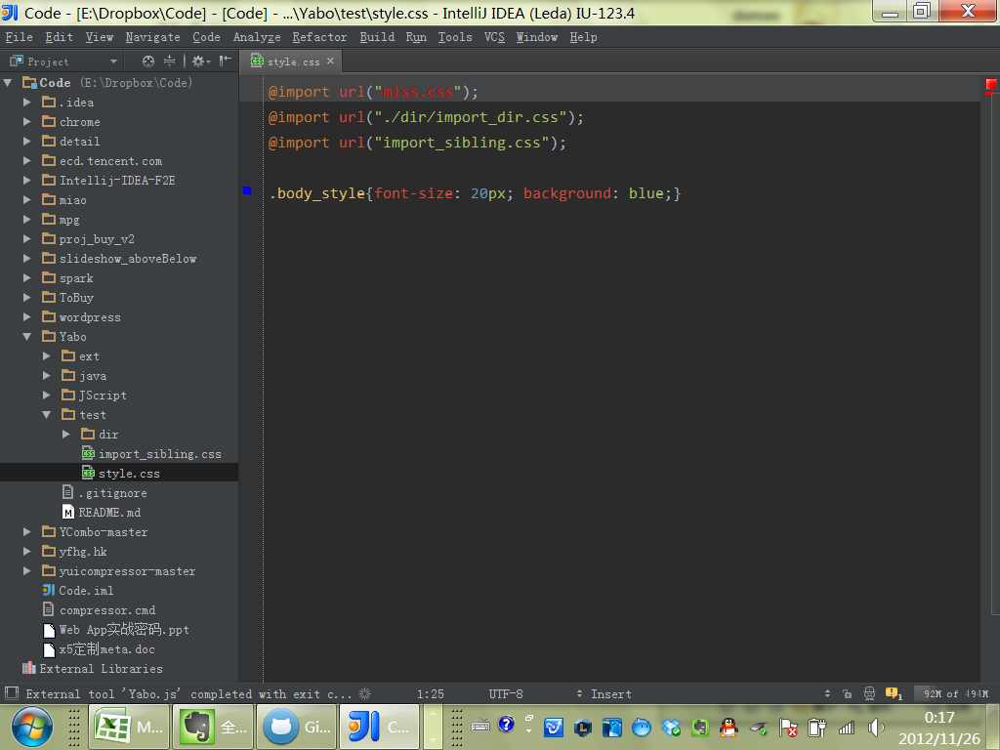 Code - [E:\Dropbox\Code] - [Code] - ...\Yabo\test\style.css - IntelliJ IDEA (Leda) IU-123.4
File Edit View Navigate Code Analyze Refactor Build Run Tools VCS Window Help
Project
style.css
Code (E:\Dropbox\Code)
.idea
chrome
detail
ecd.tencent.com
Intellij-IDEA-F2E
miao
mpg
proj_buy_v2
slideshow_aboveBelow
spark
ToBuy
wordpress
Yabo
ext
java
JScript
test
dir
import_sibling.css
style.css
.gitignore
README.md
YCombo-master
yfhg.hk
yuicompressor-master
Code.iml
compressor.cmd
Web App实战密码.ppt
x5定制meta.doc
External Libraries
@import url("miss.css");
@import url("./dir/import_dir.css");
@import url("import_sibling.css");
.body_style{font-size: 20px; background: blue;}
External tool 'Yabo.js' completed with exit c... 1:25 UTF-8 Insert 92M of 494M
M... 全... Gi... C...
0:17
2012/11/26